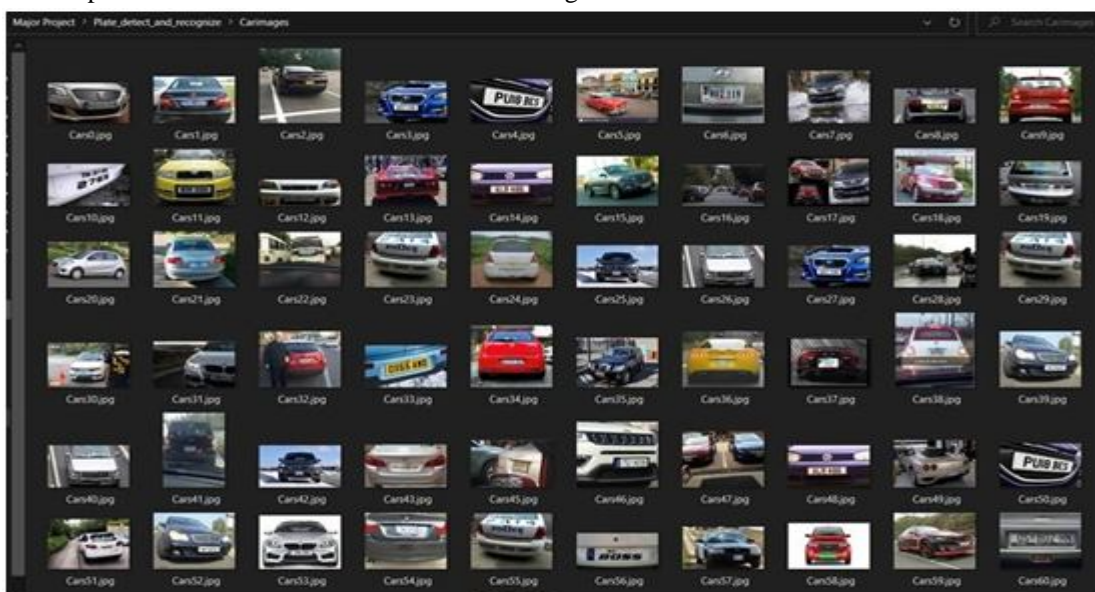 Major Project > Plate_detect_and_recognize > Carimages
Search Carimages
PUI8 BES
Cars0.jpg Cars1.jpg Cars2.jpg Cars3.jpg Cars4.jpg Cars5.jpg Cars6.jpg Cars7.jpg Cars8.jpg Cars9.jpg
Cars10.jpg Cars11.jpg Cars12.jpg Cars13.jpg Cars14.jpg Cars15.jpg Cars16.jpg Cars17.jpg Cars18.jpg Cars19.jpg
Cars20.jpg Cars21.jpg Cars22.jpg Cars23.jpg Cars24.jpg Cars25.jpg Cars26.jpg Cars27.jpg Cars28.jpg Cars29.jpg
Cars30.jpg Cars31.jpg Cars32.jpg Cars33.jpg Cars34.jpg Cars35.jpg Cars36.jpg Cars37.jpg Cars38.jpg Cars39.jpg
PUI8 BES
Cars40.jpg Cars41.jpg Cars42.jpg Cars43.jpg Cars45.jpg Cars46.jpg Cars47.jpg Cars48.jpg Cars49.jpg Cars50.jpg
BOSS
Cars51.jpg Cars52.jpg Cars53.jpg Cars54.jpg Cars55.jpg Cars56.jpg Cars57.jpg Cars58.jpg Cars59.jpg Cars60.jpg